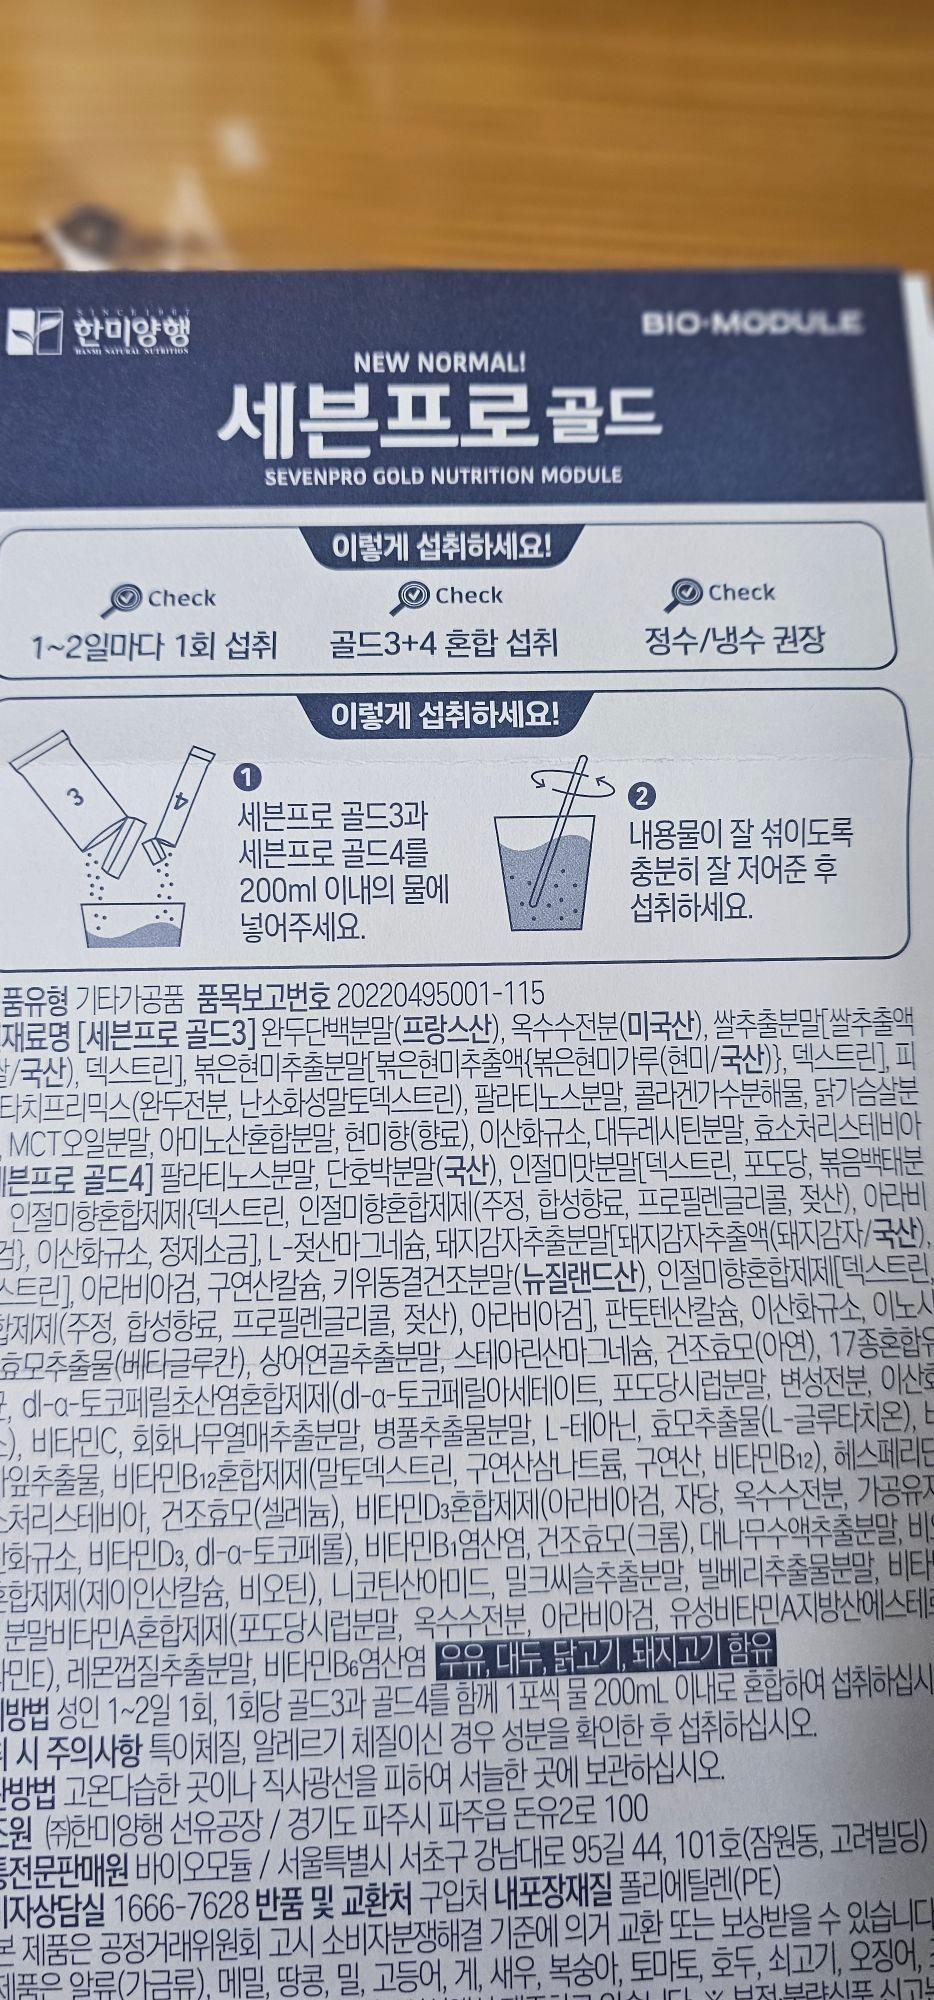 SINCE 1987
한미양행
HANMI NATURAL NUTRITION
BIO-MODULE
NEW NORMAL!
세븐프로 골드
SEVENPRO GOLD NUTRITION MODULE
이렇게 섭취하세요!
Check
1~2일마다 1회 섭취
Check
골드3+4 혼합 섭취
Check
정수/냉수 권장
이렇게 섭취하세요!
3
4
1
세븐프로 골드3과
세븐프로 골드4를
200ml 이내의 물에
넣어주세요.
2
내용물이 잘 섞이도록
충분히 잘 저어준 후
섭취하세요.
품유형 기타가공품 품목보고번호 20220495001-115
재료명 [세븐프로 골드3] 완두단백분말(프랑스산), 옥수수전분(미국산), 쌀추출분말[쌀추출액
/국산), 덱스트린], 볶은현미추출분말[볶은현미추출액{볶은현미가루(현미/국산)}, 덱스트린], 피
타치프리믹스(완두전분, 난소화성말토덱스트린), 팔라티노스분말, 콜라겐가수분해물, 닭가슴살분
, MCT오일분말, 아미노산혼합분말, 현미향(향료), 이산화규소, 대두레시틴분말, 효소처리스테비아
븐프로 골드4] 팔라티노스분말, 단호박분말(국산), 인절미맛분말[덱스트린, 포도당, 볶음백태분
인절미향혼합제제{덱스트린, 인절미향혼합제제(주정, 합성향료, 프로필렌글리콜, 젖산), 아라비
검}, 이산화규소, 정제소금], L-젖산마그네슘, 돼지감자추출분말[돼지감자추출액(돼지감자/국산),
스트린], 아라비아검, 구연산칼슘, 키위동결건조분말(뉴질랜드산), 인절미향혼합제제[덱스트린,
합제제(주정, 합성향료, 프로필렌글리콜, 젖산), 아라비아검], 판토텐산칼슘, 이산화규소, 이노시
효모추출물(베타글루칸), 상어연골추출분말, 스테아린산마그네슘, 건조효모(아연), 17종혼합유
, dl-α-토코페릴초산염혼합제제(dl-α-토코페릴아세테이트, 포도당시럽분말, 변성전분, 이산화
), 비타민C, 회화나무열매추출분말, 병풀추출물분말, L-테아닌, 효모추출물(L-글루타치온),
잎추출물, 비타민B12혼합제제(말토덱스트린, 구연산삼나트륨, 구연산, 비타민B12), 헤스페리딘
처리스테비아, 건조효모(셀레늄), 비타민D3혼합제제(아라비아검, 자당, 옥수수전분, 가공유지
화규소, 비타민D3, dl-α-토코페롤), 비타민B1염산염, 건조효모(크롬), 대나무수액추출분말,
합제제(제이인산칼슘, 비오틴), 니코틴산아미드, 밀크씨슬추출분말, 빌베리추출물분말, 비타
분말비타민A혼합제제(포도당시럽분말, 옥수수전분, 아라비아검, 유성비타민A지방산에스테르
민E), 레몬껍질추출분말, 비타민B6염산염 우유, 대두, 닭고기, 돼지고기 함유
방법 성인 1~2일 1회, 1회당 골드3과 골드4를 함께 1포씩 물 200mL 이내로 혼합하여 섭취하십시
시 주의사항 특이체질, 알레르기 체질이신 경우 성분을 확인한 후 섭취하십시오.
방법 고온다습한 곳이나 직사광선을 피하여 서늘한 곳에 보관하십시오.
원 ㈜한미양행 선유공장 / 경기도 파주시 파주읍 돈유2로 100
통전문판매원 바이오모듈 / 서울특별시 서초구 강남대로 95길 44, 101호(잠원동, 고려빌딩)
자상담실 1666-7628 반품 및 교환처 구입처 내포장재질 폴리에틸렌(PE)
본 제품은 공정거래위원회 고시 소비자분쟁해결 기준에 의거 교환 또는 보상받을 수 있습니다
제품은 알류(가금류), 메밀, 땅콩, 밀, 고등어, 게, 새우, 복숭아, 토마토, 호두, 쇠고기, 오징어,